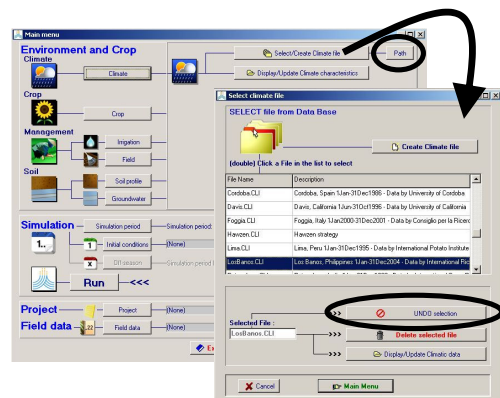 Main menu
Environment and Crop
Climate
Climate
Select/Create Climate file
Path
Display/Update Climate characteristics
Crop
Crop
Management
Irrigation
Field
Soil
Soil profile
Groundwater
Simulation
Simulation period
Simulation period:
1..
1
Initial conditions
(None)
x
Off season
Simulation period
Run
<<<
Project
Project
(None)
Field data
Field data
(None)
Select climate file
SELECT file from Data Base
Create Climate file
(double) Click a File in the list to select
File Name
Description
Cordoba.CLI
Cordoba, Spain 1Jan-31Dec1986 - Data by University of Cordoba
Davis.CLI
Davis, California 1Jun-31Oct1996 - Data by University of California
Foggia.CLI
Foggia, Italy 1Jan2000-31Dec2001 - Data by Consiglio per la Ricerc
Hawzen.CLI
Hawzen strategy
Lima.CLI
Lima, Peru 1Jan-31Dec1995 - Data by International Potato Institute
LosBanos.CLI
Los Banos, Philippines 1Jan-31Dec2004 - Data by International Ric
>>>
UNDO selection
Selected File :
LosBanos.CLI
>>>
Delete selected file
>>>
Display/Update Climatic data
Cancel
Main Menu